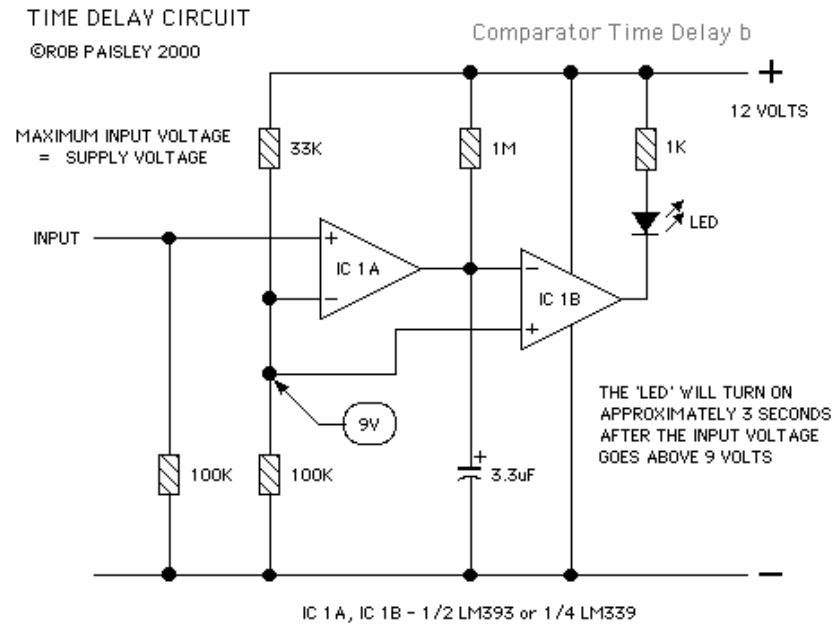 TIME DELAY CIRCUIT
©ROB PAISLEY 2000
Comparator Time Delay b
+
12 VOLTS
MAXIMUM INPUT VOLTAGE
= SUPPLY VOLTAGE
33K
1M
1K
LED
INPUT
+
IC 1A
−
−
IC 1B
+
9V
THE 'LED' WILL TURN ON
APPROXIMATELY 3 SECONDS
AFTER THE INPUT VOLTAGE
GOES ABOVE 9 VOLTS
100K
100K
+
3.3uF
−
IC 1A, IC 1B - 1/2 LM393 or 1/4 LM339